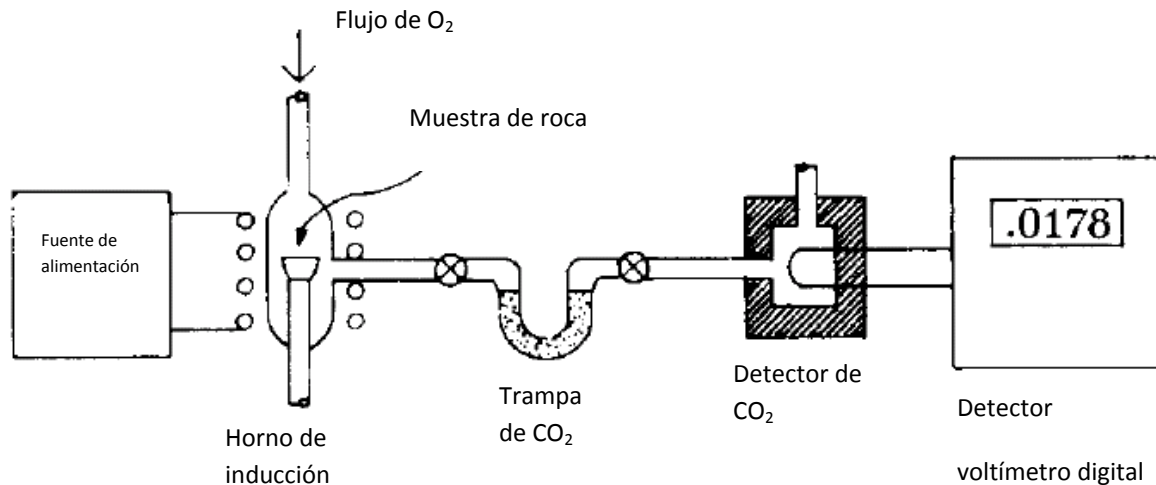 Flujo de O₂
Muestra de roca
Fuente de
alimentación
.0178
Trampa
de CO₂
Detector de
CO₂
Detector
voltímetro digital
Horno de
inducción